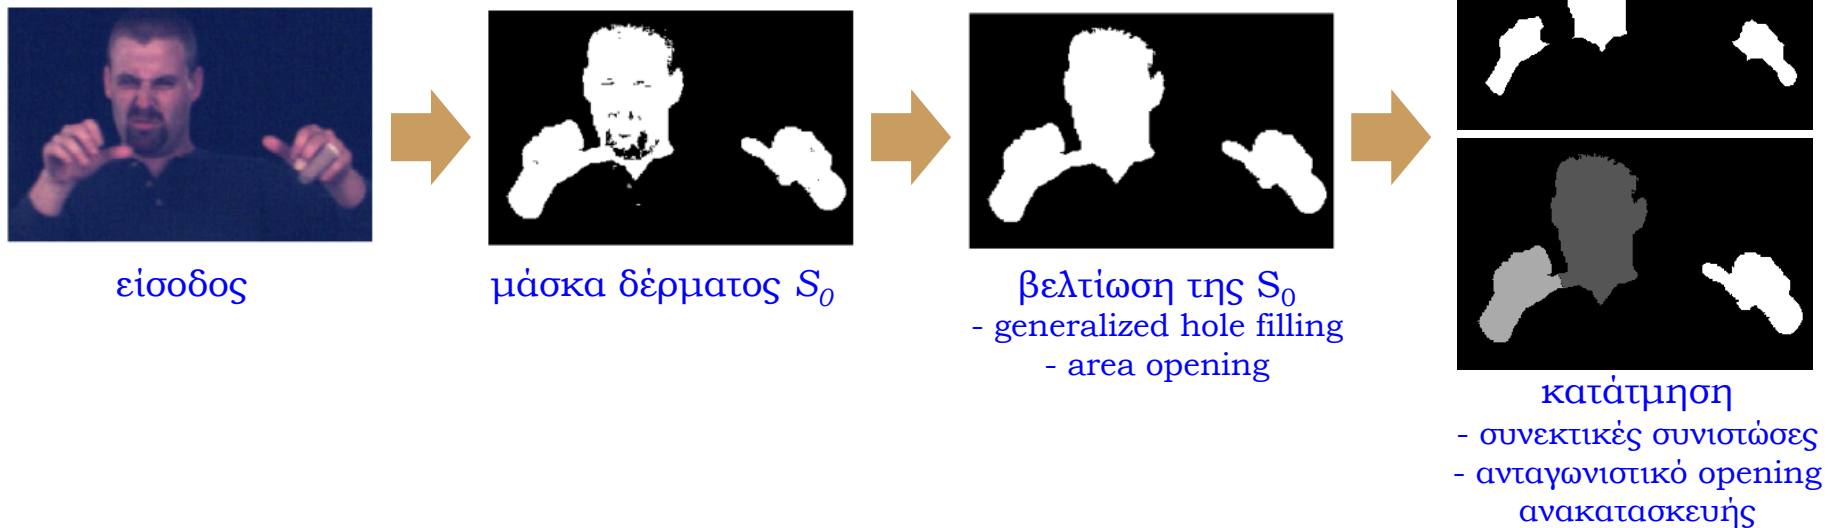 είσοδος
μάσκα δέρματος S₀
βελτίωση της S₀
- generalized hole filling
- area opening
κατάτμηση
- συνεκτικές συνιστώσες
- ανταγωνιστικό opening
ανακατασκευής